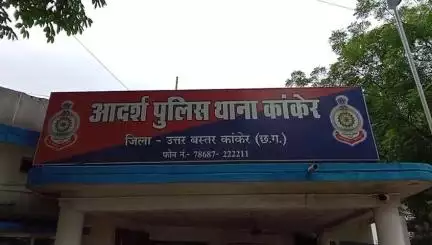 आदर्श पुलिस थाना कांकेर
जिला - उत्तर बस्तर कांकेर (छ.ग.)
फोन नं.- 78687- 222211